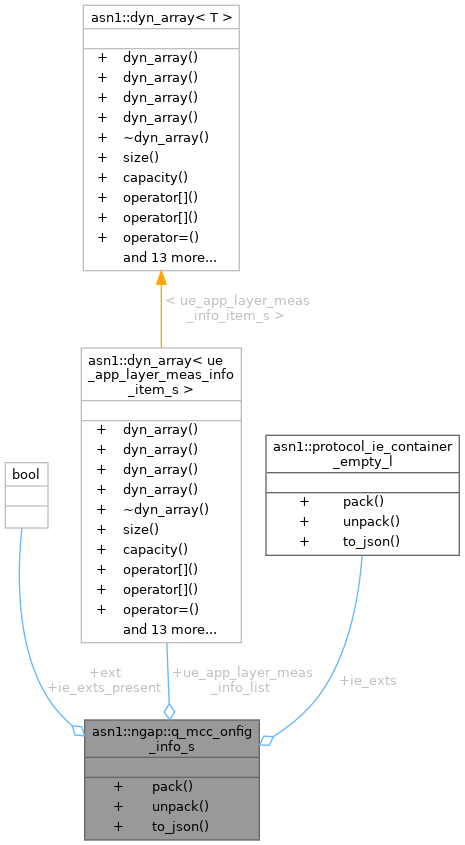 asn1::dyn_array< T >
+ dyn_array()
+ dyn_array()
+ dyn_array()
+ dyn_array()
+ ~dyn_array()
+ size()
+ capacity()
+ operator[]()
+ operator[]()
+ operator=()
and 13 more...
< ue_app_layer_meas
_info_item_s >
asn1::dyn_array< ue
_app_layer_meas_info
_item_s >
+ dyn_array()
+ dyn_array()
+ dyn_array()
+ dyn_array()
+ ~dyn_array()
+ size()
+ capacity()
+ operator[]()
+ operator[]()
+ operator=()
and 13 more...
bool
asn1::protocol_ie_container
_empty_l
+ pack()
+ unpack()
+ to_json()
+ext
+ie_exts_present
+ue_app_layer_meas
_info_list
+ie_exts
asn1::ngap::q_mcc_onfig
_info_s
+ pack()
+ unpack()
+ to_json()